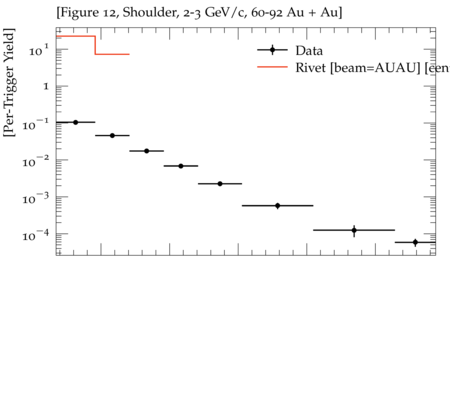 [Figure 12, Shoulder, 2-3 GeV/c, 60-92 Au + Au]
[Per-Trigger Yield]
10^1
1
10^-1
10^-2
10^-3
10^-4
Data
Rivet [beam=AUAU] [cen